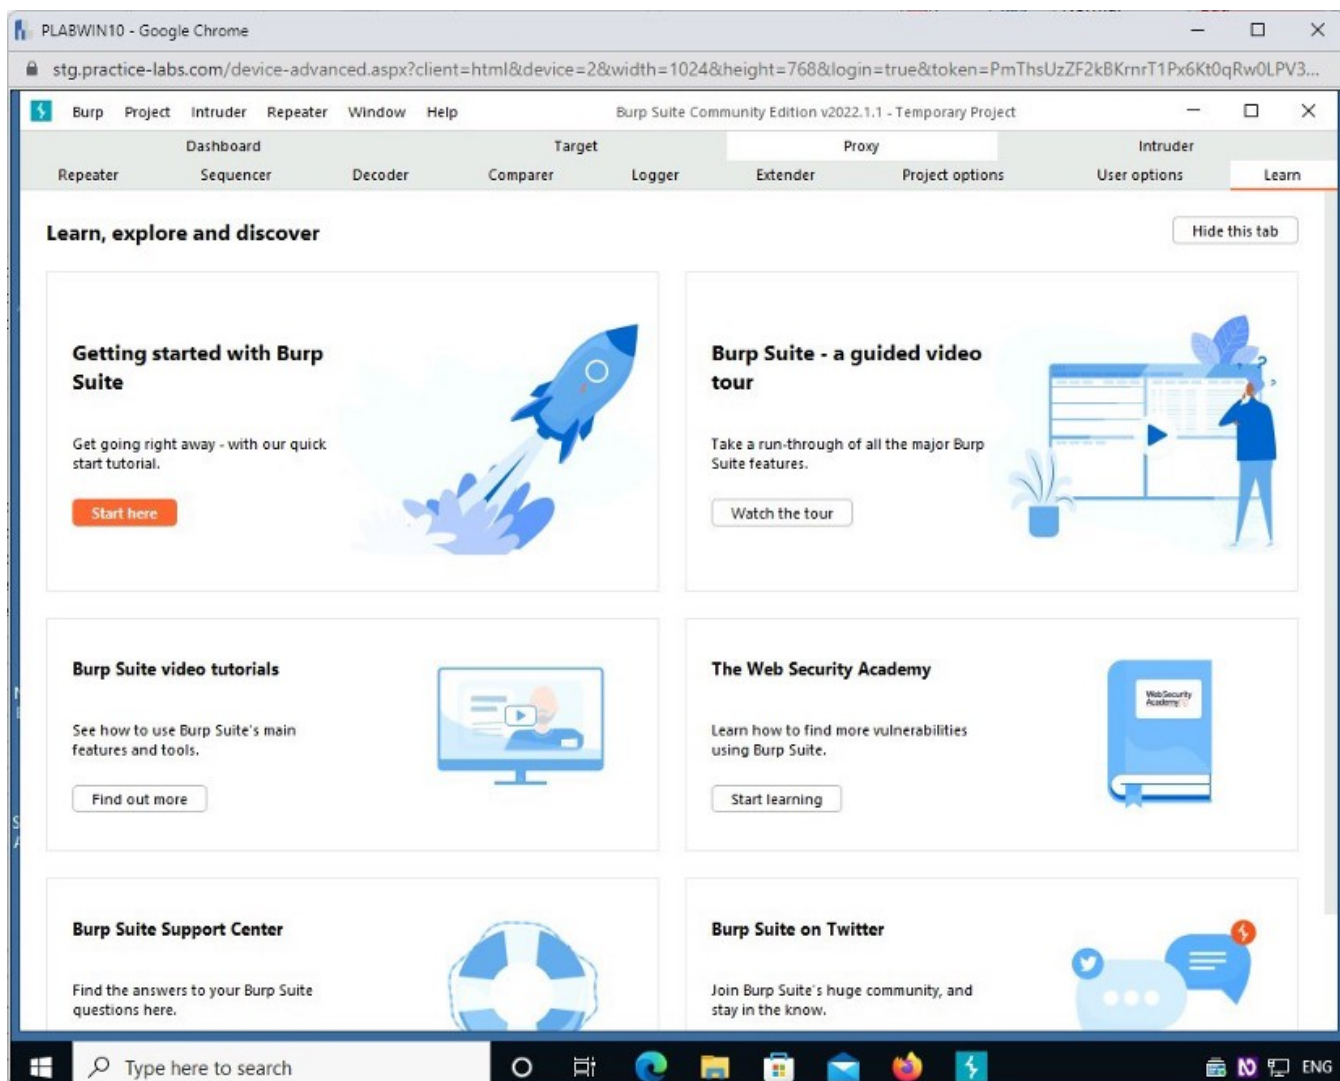 PLABWIN10 - Google Chrome
stg.practice-labs.com/device-advanced.aspx?client=html&device=2&width=1024&height=768&login=true&token=PmThsUzZF2kBKrnrT1Px6Kt0qRw0LPV3...
Burp Project Intruder Repeater Window Help Burp Suite Community Edition v2022.1.1 - Temporary Project
Dashboard Target Proxy Intruder
Repeater Sequencer Decoder Comparer Logger Extender Project options User options Learn
Learn, explore and discover
Hide this tab
Getting started with Burp
Suite
Get going right away - with our quick
start tutorial.
Start here
Burp Suite - a guided video
tour
Take a run-through of all the major Burp
Suite features.
Watch the tour
Burp Suite video tutorials
See how to use Burp Suite's main
features and tools.
Find out more
The Web Security Academy
Learn how to find more vulnerabilities
using Burp Suite.
Start learning
WebSecurity
Academy
Burp Suite Support Center
Find the answers to your Burp Suite
questions here.
Burp Suite on Twitter
Join Burp Suite's huge community, and
stay in the know.
Type here to search
ENG